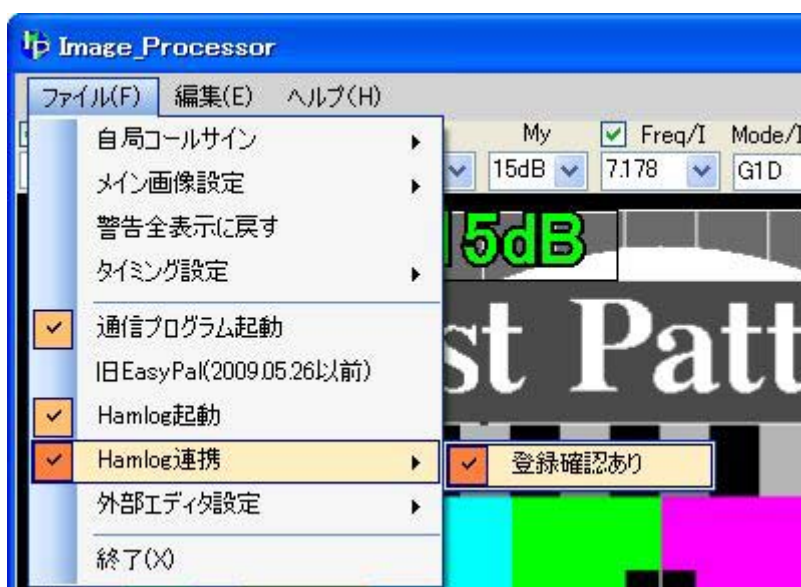 Image_Processor
ファイル(F) 編集(E) ヘルプ(H)
My Freq/I Mode/I
15dB 7.178 G1D
自局コールサイン
メイン画像設定
警告全表示に戻す
タイミング設定
15dB
st Patt
通信プログラム起動
旧EasyPal(2009.05.26以前)
Hamlog起動
Hamlog連携
登録確認あり
外部エディタ設定
終了(X)